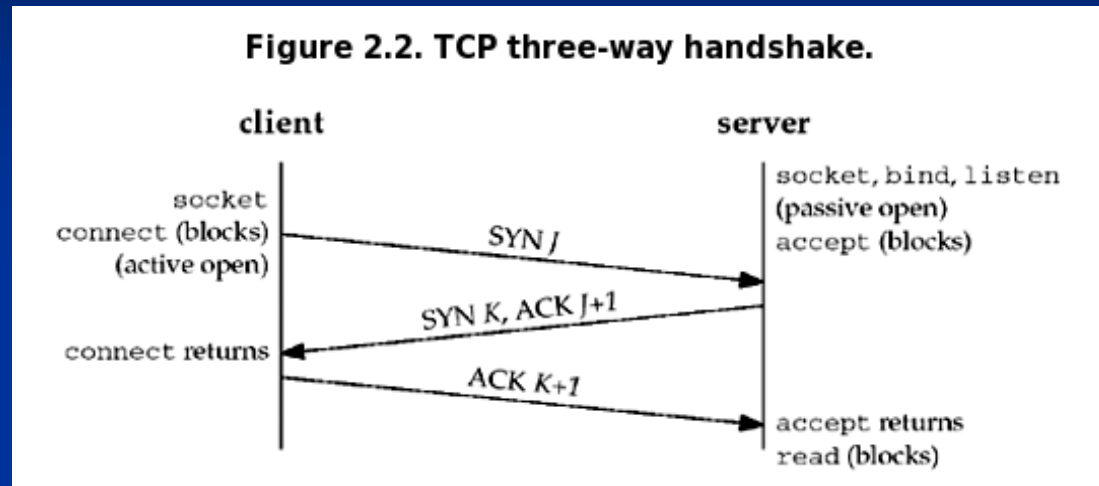 Figure 2.2. TCP three-way handshake.
client
server
socket
connect (blocks)
(active open)
socket, bind, listen
(passive open)
accept (blocks)
SYN J
SYN K, ACK J+1
connect returns
ACK K+1
accept returns
read (blocks)